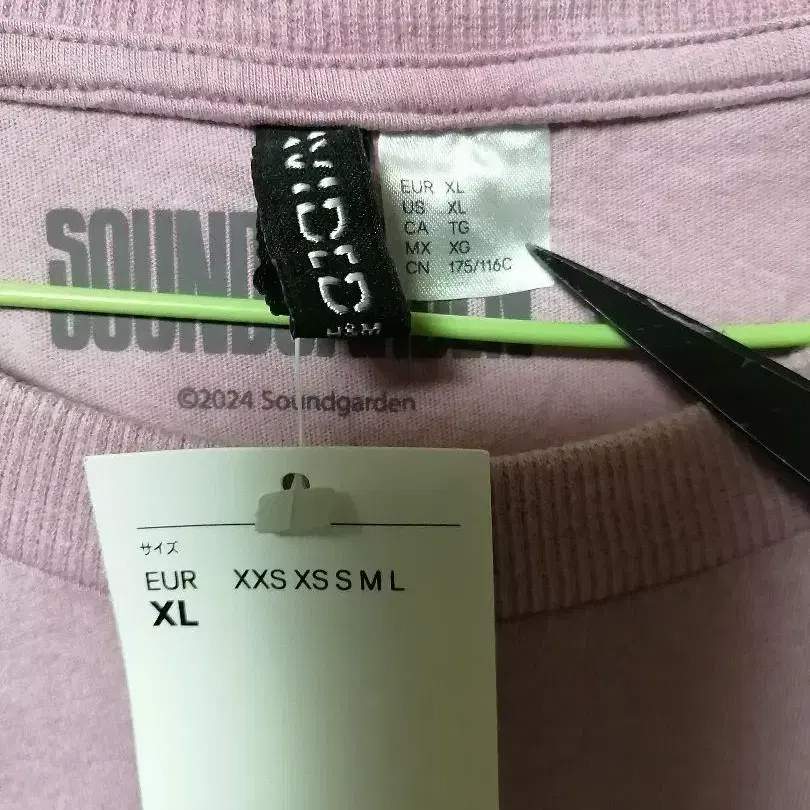 EUR XL
US XL
CA TG
MX XG
CN 175/116C
H&M
©2024 Soundgarden
サイズ
EUR XXS XS S M L
XL